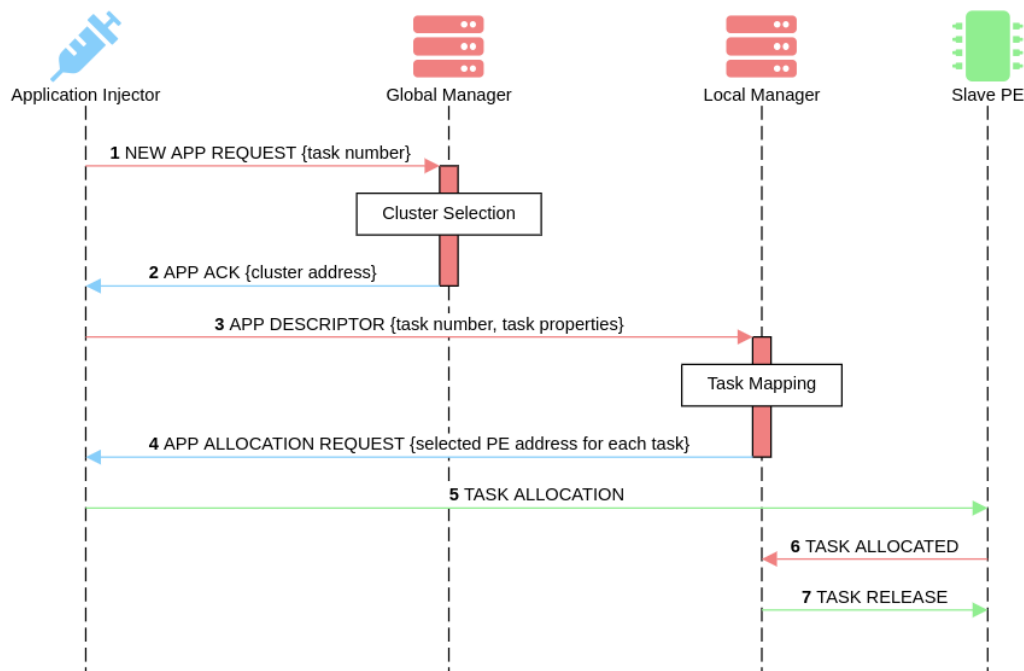 Application Injector
Global Manager
Local Manager
Slave PE
1 NEW APP REQUEST {task number}
Cluster Selection
2 APP ACK {cluster address}
3 APP DESCRIPTOR {task number, task properties}
Task Mapping
4 APP ALLOCATION REQUEST {selected PE address for each task}
5 TASK ALLOCATION
6 TASK ALLOCATED
7 TASK RELEASE